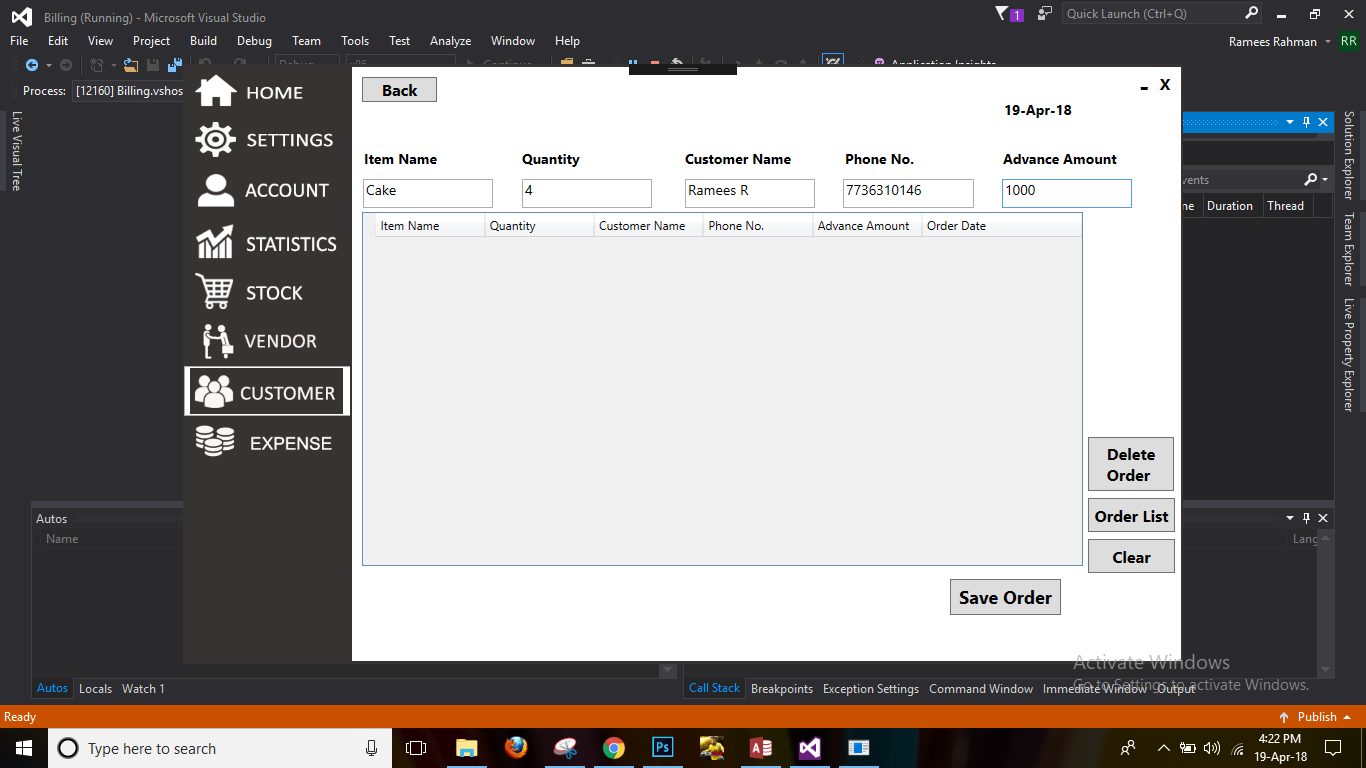 Billing (Running) - Microsoft Visual Studio
1
Quick Launch (Ctrl+Q)
File Edit View Project Build Debug Team Tools Test Analyze Window Help
Ramees Rahman RR
Process: [12160] Billing.vshos
Live Visual Tree
HOME
SETTINGS
ACCOUNT
STATISTICS
STOCK
VENDOR
CUSTOMER
EXPENSE
Back
X
19-Apr-18
Item Name Quantity Customer Name Phone No. Advance Amount
Cake 4 Ramees R 7736310146 1000
Item Name Quantity Customer Name Phone No. Advance Amount Order Date
Delete Order
Order List
Clear
Save Order
Duration Thread
Solution Explorer
Team Explorer
Live Property Explorer
Autos
Name
Lang
Activate Windows
Go to Settings to activate Windows.
Autos Locals Watch 1
Call Stack Breakpoints Exception Settings Command Window Immediate Window Output
Ready
Publish
Type here to search
Ps
4:22 PM
19-Apr-18